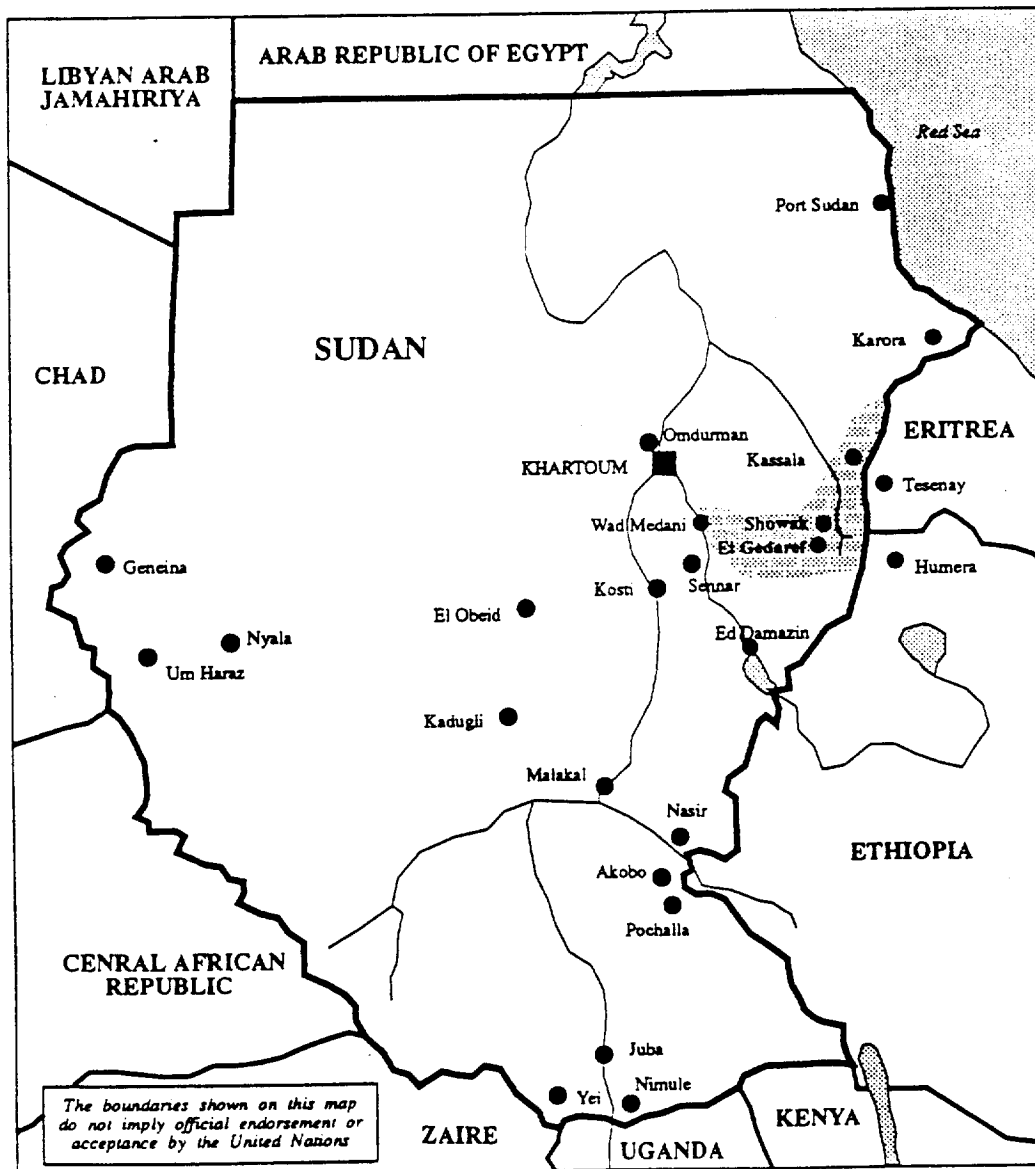 LIBYAN ARAB
JAMAHIRIYA
ARAB REPUBLIC OF EGYPT
Red Sea
Port Sudan
SUDAN
Karora
CHAD
ERITREA
Omdurman
KHARTOUM
Kassala
Tesenay
Wad Medani
Showak
El Gedaref
Geneina
Humera
Kosti
Sennar
El Obeid
Nyala
Ed Damazin
Um Haraz
Kadugli
Malakal
Nasir
ETHIOPIA
Akobo
Pochalla
CENRAL AFRICAN
REPUBLIC
Juba
Yei
Nimule
The boundaries shown on this map
do not imply official endorsement or
acceptance by the United Nations
ZAIRE
UGANDA
KENYA